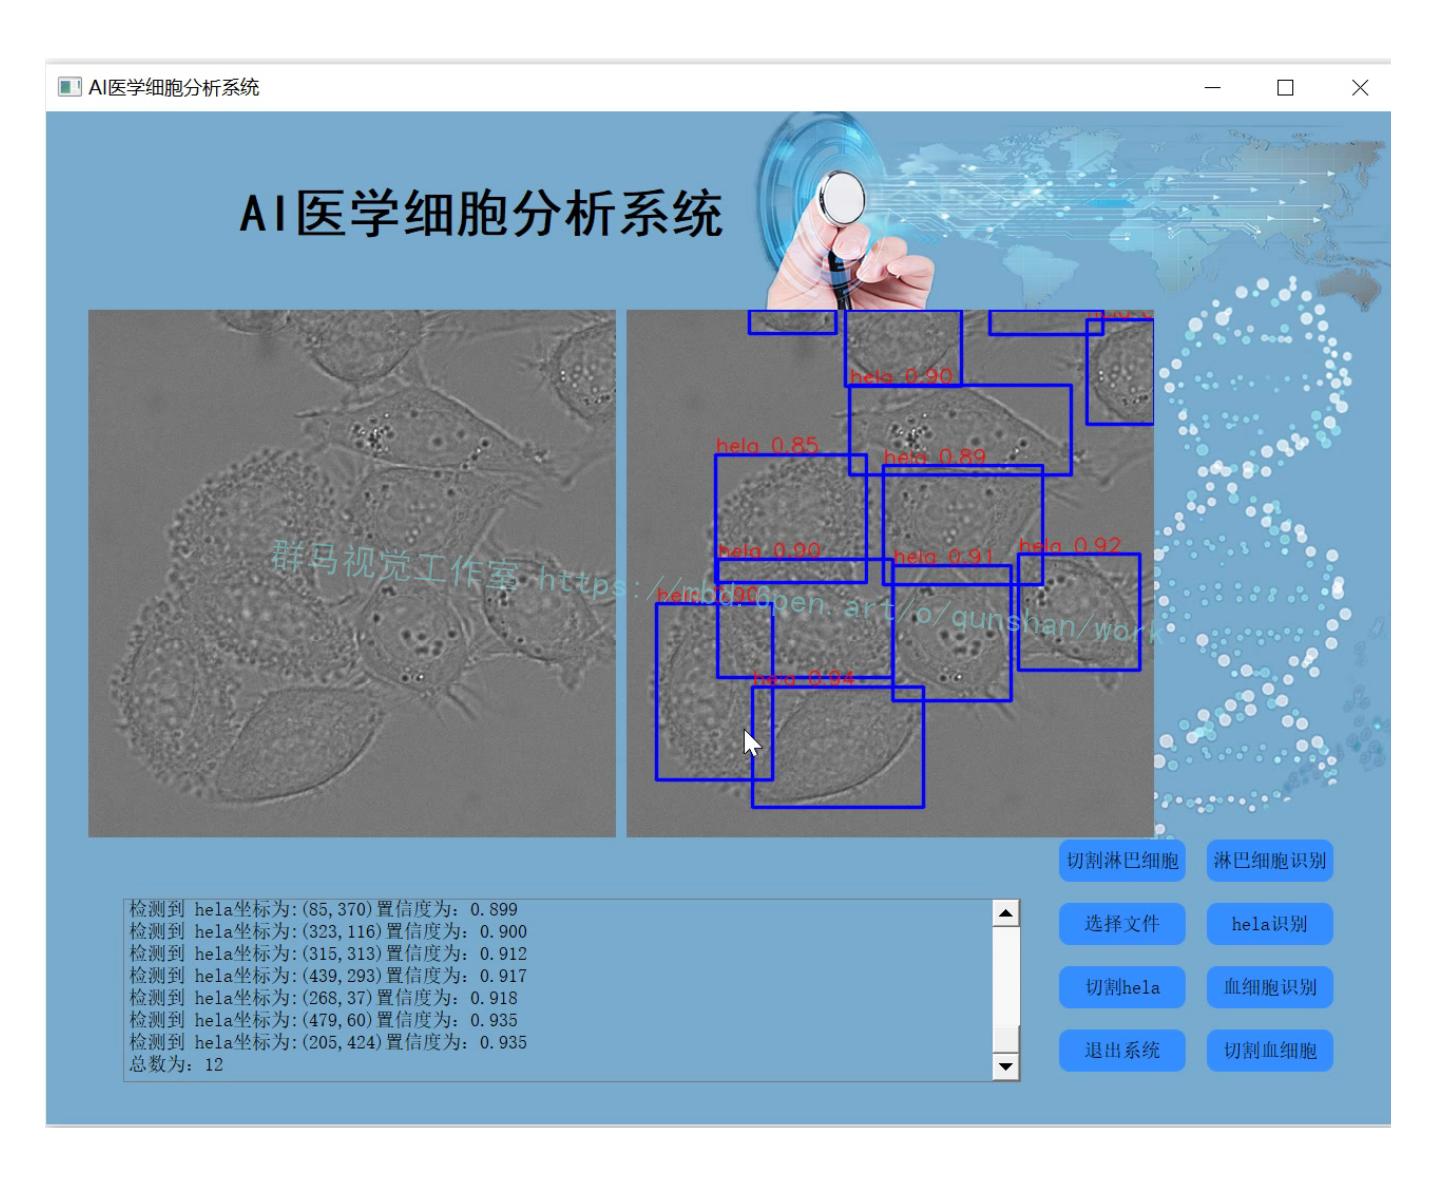 AI医学细胞分析系统
AI医学细胞分析系统
hela 0.90
hela 0.85
hela 0.89
hela 0.90
hela 0.91
hela 0.92
hela 0.90
hela 0.94
群马视觉工作室 https://mbd.6pen.art/o/qunshan/work
切割淋巴细胞 淋巴细胞识别
检测到 hela坐标为:(85,370)置信度为: 0.899
检测到 hela坐标为:(323,116)置信度为: 0.900
检测到 hela坐标为:(315,313)置信度为: 0.912
检测到 hela坐标为:(439,293)置信度为: 0.917
检测到 hela坐标为:(268,37)置信度为: 0.918
检测到 hela坐标为:(479,60)置信度为: 0.935
检测到 hela坐标为:(205,424)置信度为: 0.935
总数为: 12
选择文件 hela识别
切割hela 血细胞识别
退出系统 切割血细胞